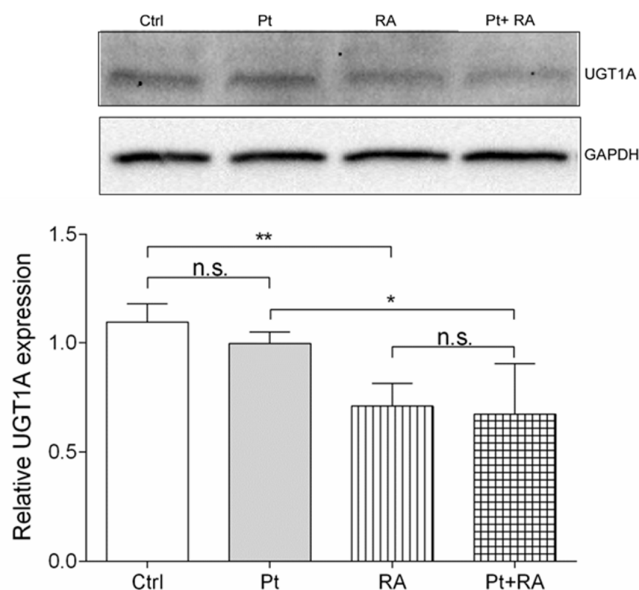 Ctrl Pt RA Pt+ RA
UGT1A
GAPDH
Relative UGT1A expression
1.5
1.0
0.5
0.0
**
n.s.
*
n.s.
Ctrl Pt RA Pt+RA